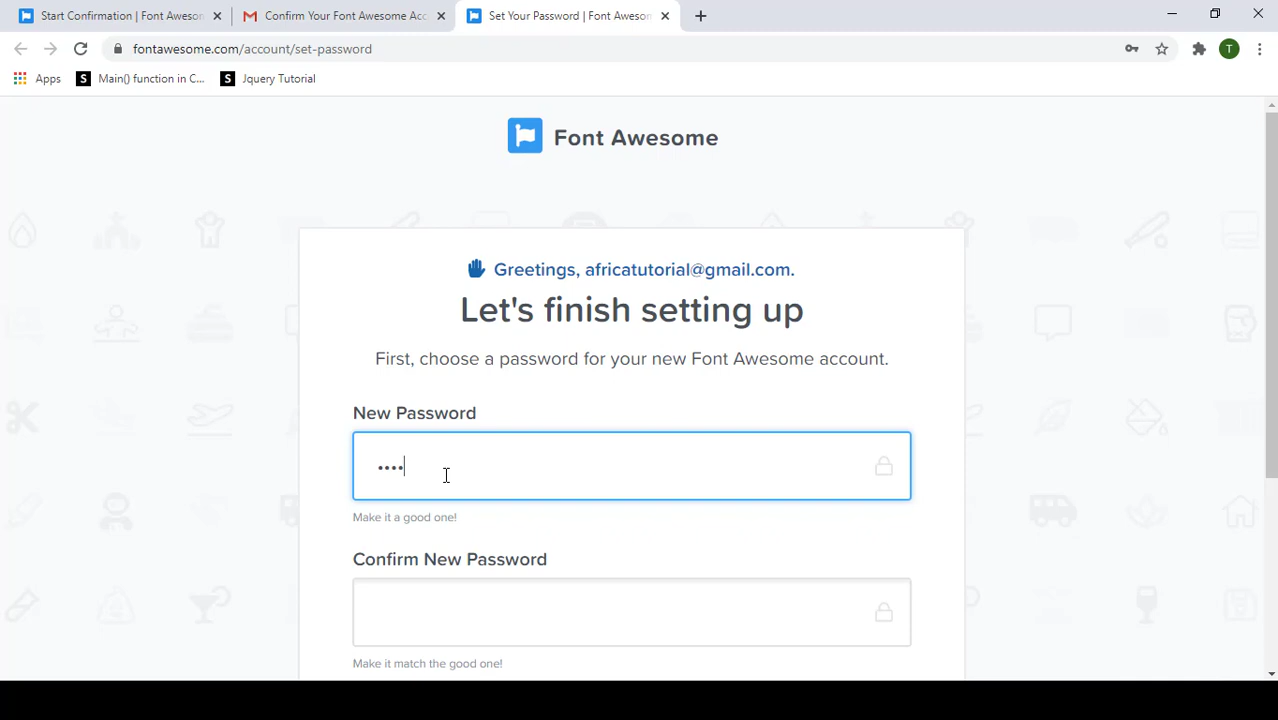 Start Confirmation | Font Aweson
Confirm Your Font Awesome Acc
Set Your Password | Font Aweson
fontawesome.com/account/set-password
T
Apps
S Main() function in C...
S Jquery Tutorial
Font Awesome
Greetings, africatutorial@gmail.com.
Let's finish setting up
First, choose a password for your new Font Awesome account.
New Password
••••
Make it a good one!
Confirm New Password
Make it match the good one!